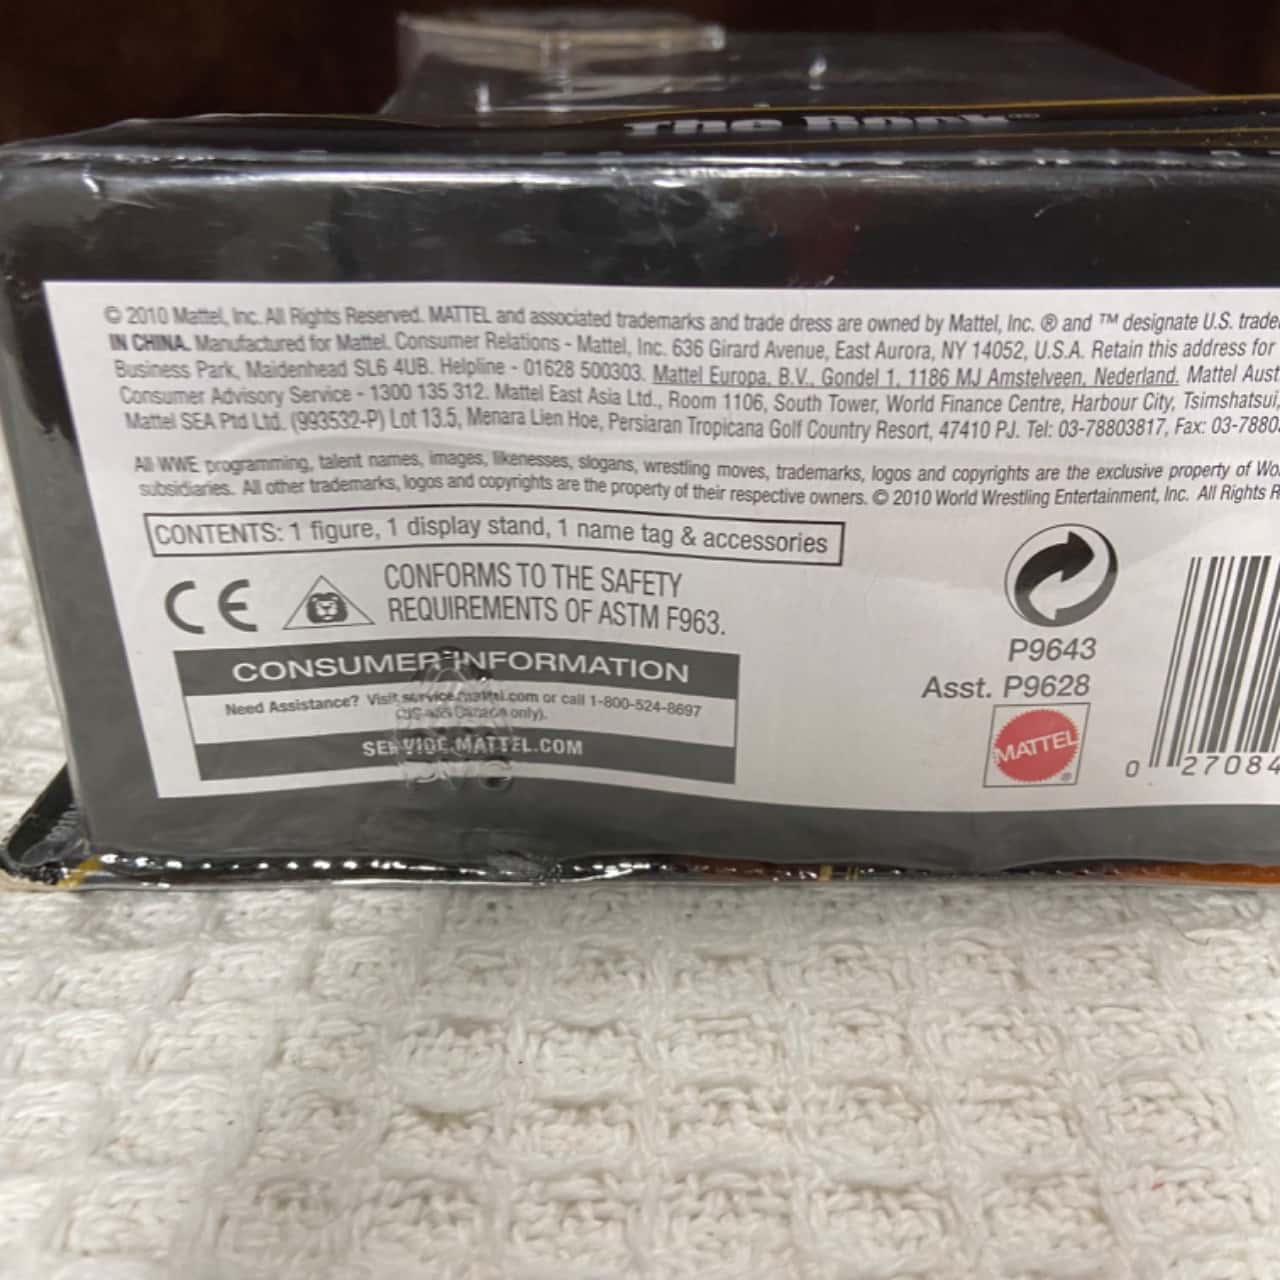 The Rock
© 2010 Mattel, Inc. All Rights Reserved. MATTEL and associated trademarks and trade dress are owned by Mattel, Inc. ® and ™ designate U.S. trade
IN CHINA. Manufactured for Mattel. Consumer Relations - Mattel, Inc. 636 Girard Avenue, East Aurora, NY 14052, U.S.A. Retain this address for
Business Park, Maidenhead SL6 4UB. Helpline - 01628 500303. Mattel Europa, B.V., Gondel 1, 1186 MJ Amstelveen, Nederland. Mattel Aust
Consumer Advisory Service - 1300 135 312. Mattel East Asia Ltd., Room 1106, South Tower, World Finance Centre, Harbour City, Tsimshatsui,
Mattel SEA Ptd Ltd. (993532-P) Lot 13.5, Menara Lien Hoe, Persiaran Tropicana Golf Country Resort, 47410 PJ. Tel: 03-78803817, Fax: 03-7880
All WWE programming, talent names, images, likenesses, slogans, wrestling moves, trademarks, logos and copyrights are the exclusive property of Wo
subsidiaries. All other trademarks, logos and copyrights are the property of their respective owners. © 2010 World Wrestling Entertainment, Inc. All Rights R
CONTENTS: 1 figure, 1 display stand, 1 name tag & accessories
CE
CONFORMS TO THE SAFETY
REQUIREMENTS OF ASTM F963.
CONSUMER INFORMATION
Need Assistance? Visit service.mattel.com or call 1-800-524-8697
(US and Canada only).
SERVICE.MATTEL.COM
PVC
P9643
Asst. P9628
MATTEL®
0 27084